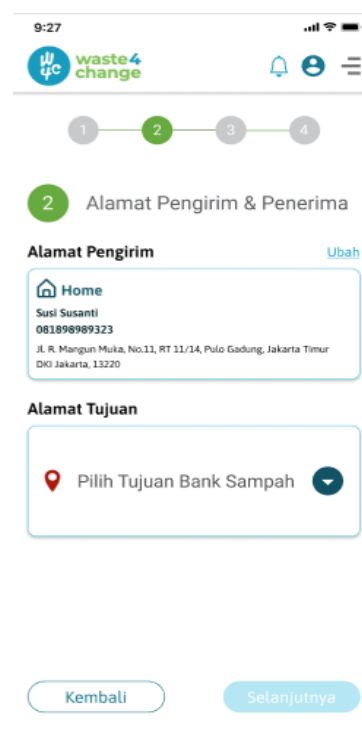 9:27
waste4
change
1
2
3
4
2 Alamat Pengirim & Penerima
Alamat Pengirim
Ubah
Home
Susi Susanti
081898989323
Jl. R. Mangun Muka, No.11, RT 11/14, Pulo Gadung, Jakarta Timur
DKI Jakarta, 13220
Alamat Tujuan
Pilih Tujuan Bank Sampah
Kembali
Selanjutnya